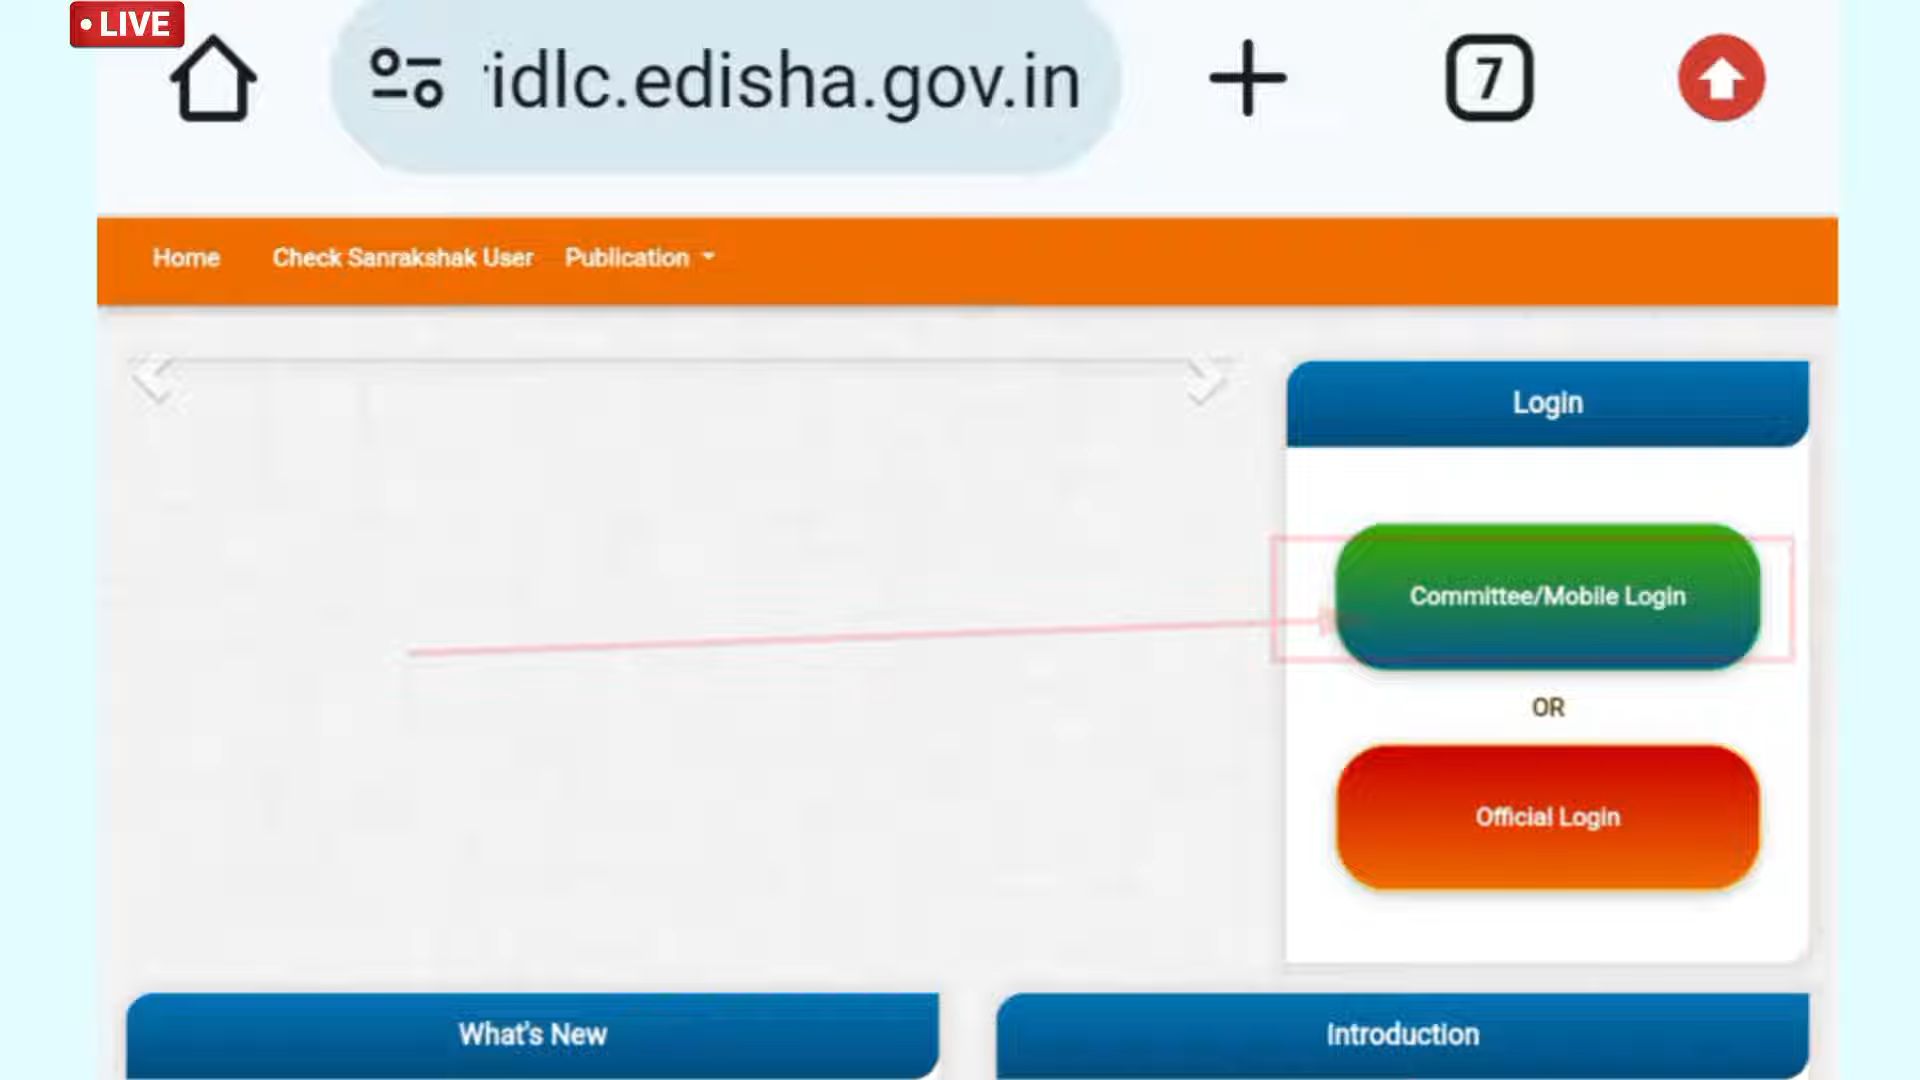 LIVE
idlc.edisha.gov.in
7
Home Check Sanrakshak User Publication
Login
Committee/Mobile Login
OR
Official Login
What's New
Introduction